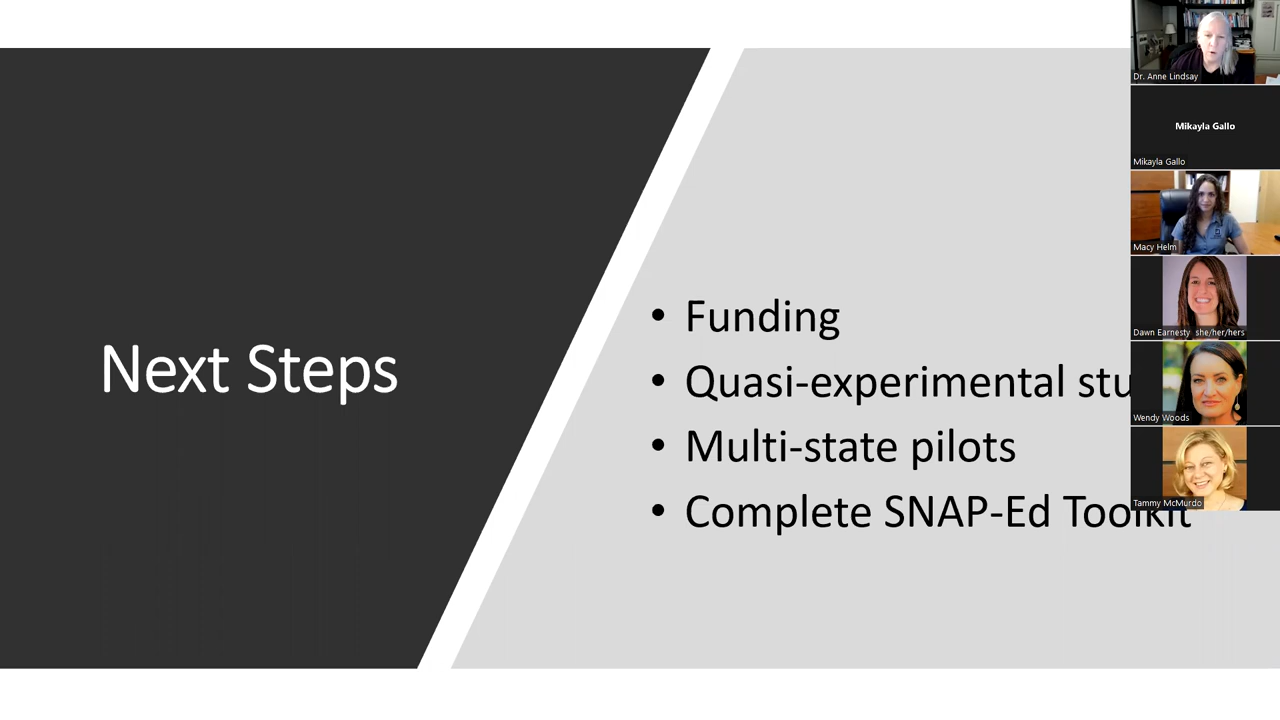 Next Steps
• Funding
• Quasi-experimental
• Multi-state pilots
• Complete SNAP-Ed Toolkit
Dr. Anne Lindsay
Mikayla Gallo
Mikayla Gallo
Macy Helm
Dawn Earnesty she/her/hers
Wendy Woods
Tammy McMurdo